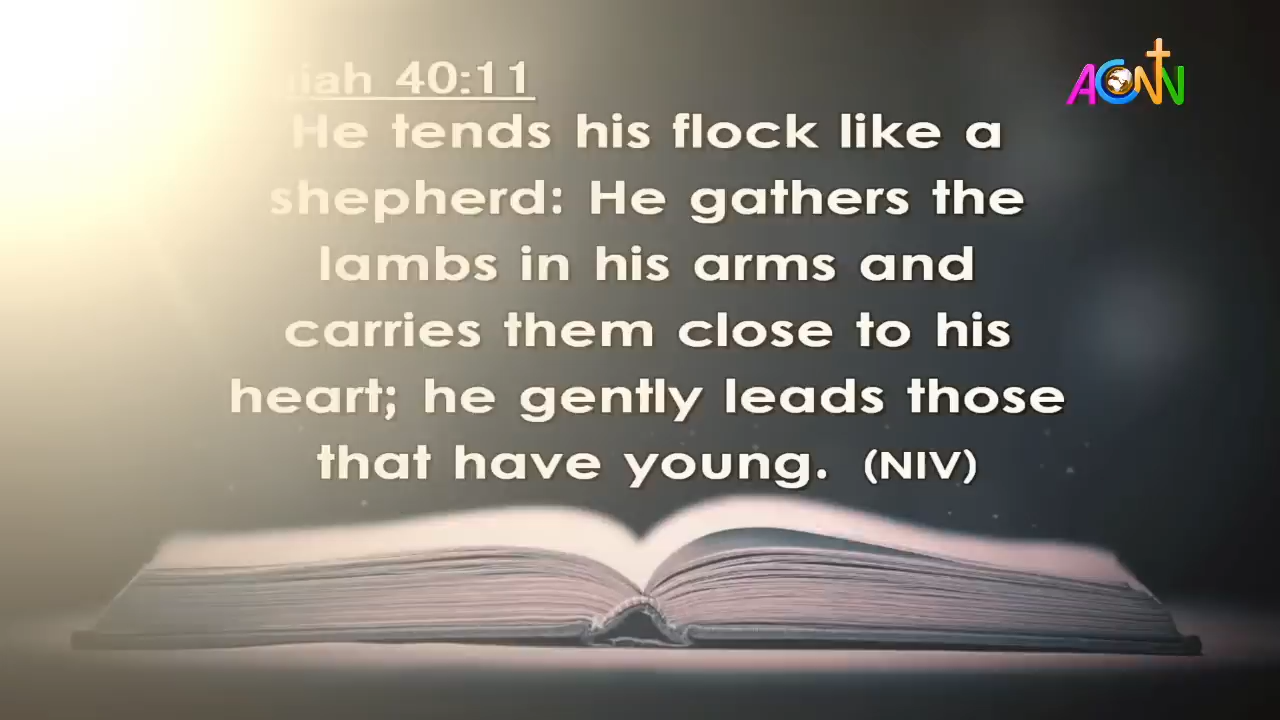 40:11
He tends his flock like a
shepherd: He gathers the
lambs in his arms and
carries them close to his
heart; he gently leads those
that have young. (NIV)
ACNN